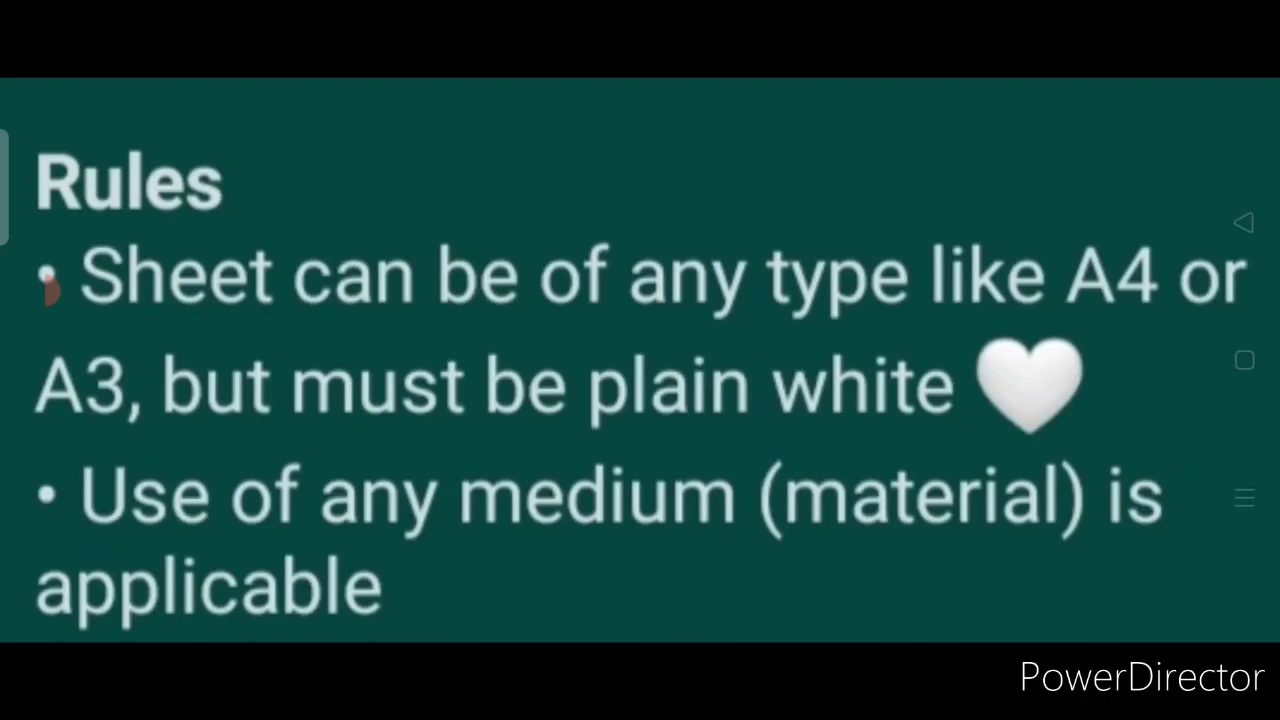 Rules
• Sheet can be of any type like A4 or
A3, but must be plain white 🤍
• Use of any medium (material) is
applicable
PowerDirector